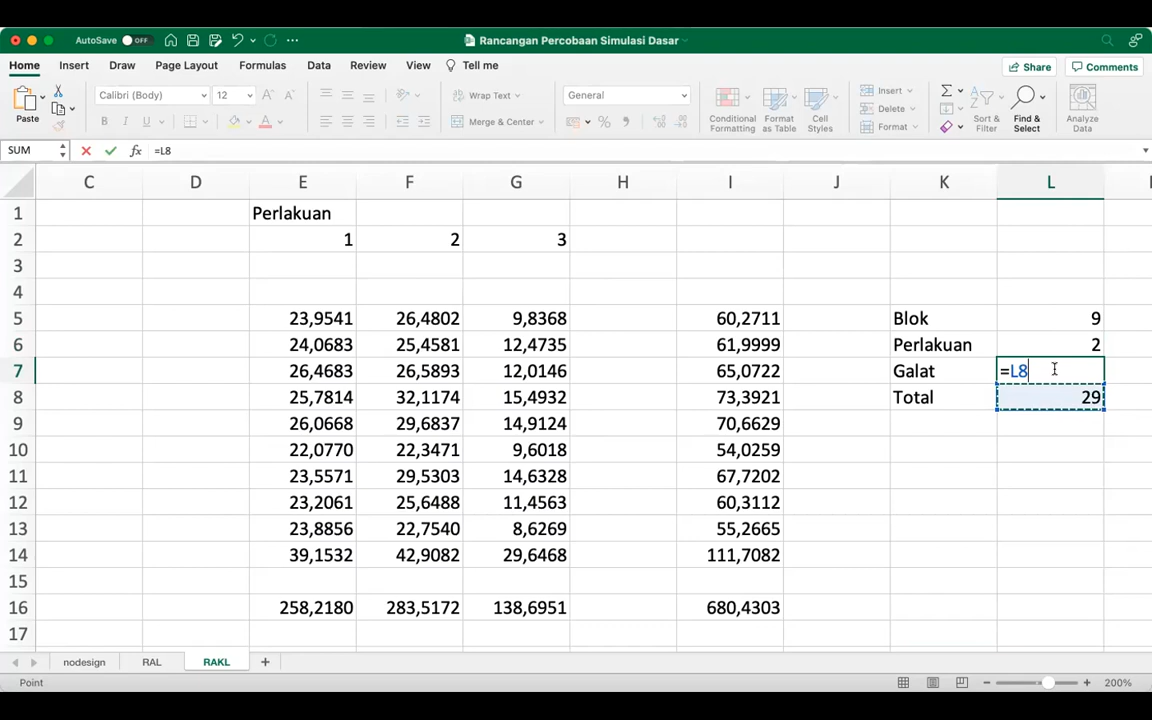 AutoSave OFF Rancangan Percobaan Simulasi Dasar
Home Insert Draw Page Layout Formulas Data Review View Tell me Share Comments
Paste Calibri (Body) 12 A A Wrap Text General Conditional Formatting Format as Table Cell Styles Insert Sort & Filter Find & Select Analyze Data
B I U A Merge & Center % Delete
Format
SUM fx =L8
C D E F G H I J K L
1 Perlakuan
2 1 2 3
3
4
5 23,9541 26,4802 9,8368 60,2711 Blok 9
6 24,0683 25,4581 12,4735 61,9999 Perlakuan 2
7 26,4683 26,5893 12,0146 65,0722 Galat =L8
8 25,7814 32,1174 15,4932 73,3921 Total 29
9 26,0668 29,6837 14,9124 70,6629
10 22,0770 22,3471 9,6018 54,0259
11 23,5571 29,5303 14,6328 67,7202
12 23,2061 25,6488 11,4563 60,3112
13 23,8856 22,7540 8,6269 55,2665
14 39,1532 42,9082 29,6468 111,7082
15
16 258,2180 283,5172 138,6951 680,4303
17
nodesign RAL RAKL
Point 200%